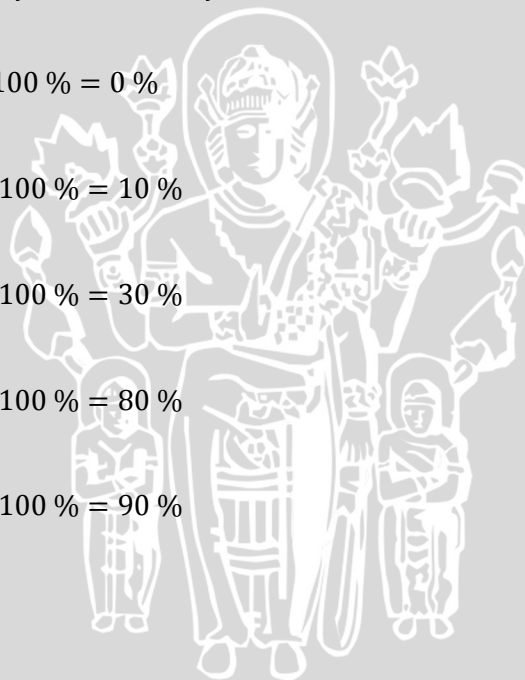 100 % = 0 %
100 % = 10 %
100 % = 30 %
100 % = 80 %
100 % = 90 %